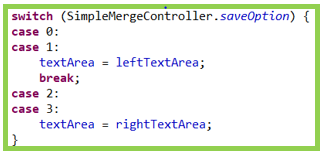 switch (SimpleMergeController.saveOption) {
case 0:
case 1:
    textArea = leftTextArea;
    break;
case 2:
case 3:
    textArea = rightTextArea;
}